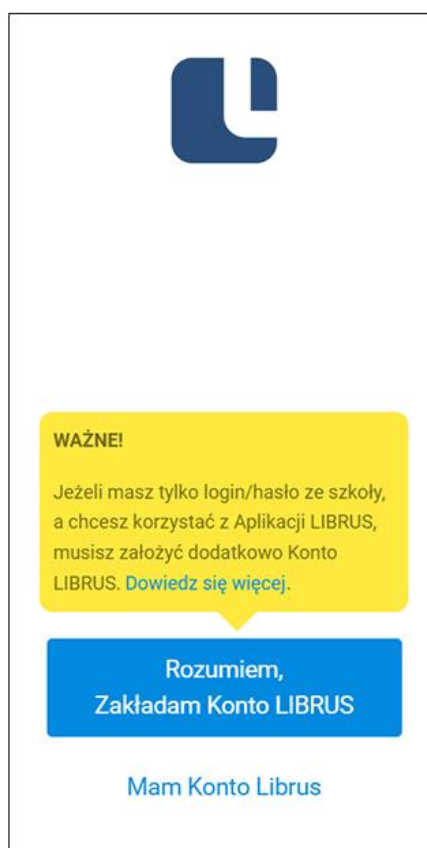 WAŻNE!
Jeżeli masz tylko login/hasło ze szkoły,
a chcesz korzystać z Aplikacji LIBRUS,
musisz założyć dodatkowo Konto
LIBRUS. Dowiedz się więcej.
Rozumiem,
Zakładam Konto LIBRUS
Mam Konto Librus